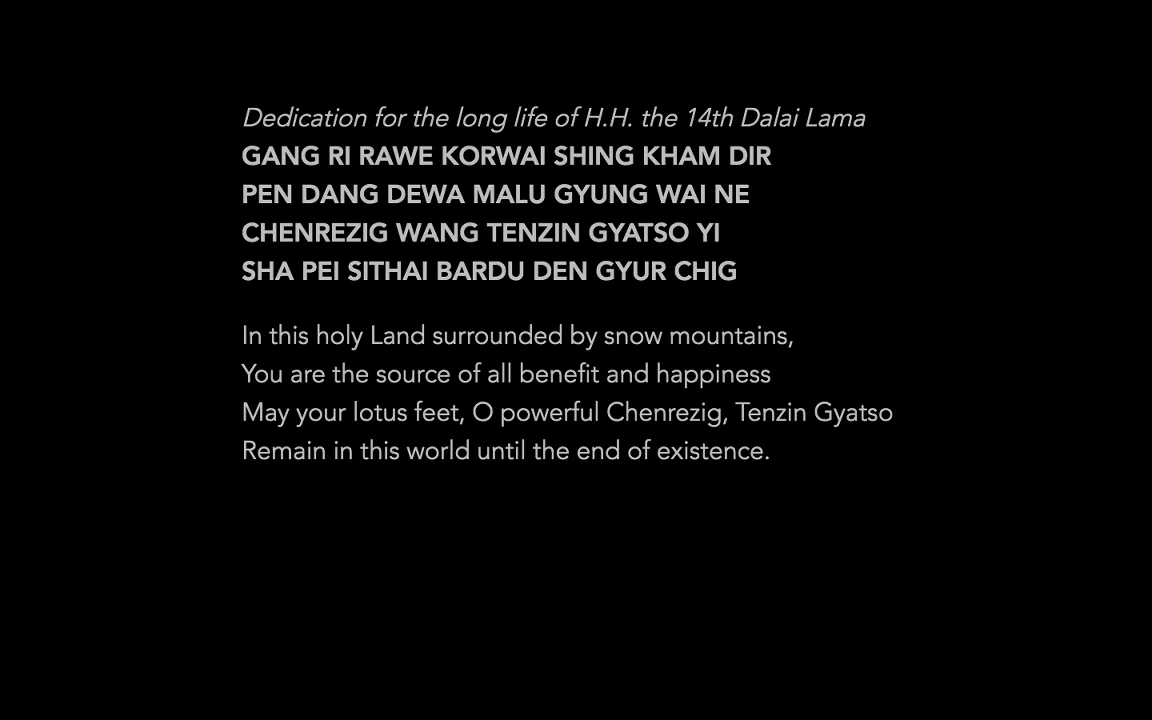 Dedication for the long life of H.H. the 14th Dalai Lama
GANG RI RAWE KORWAI SHING KHAM DIR
PEN DANG DEWA MALU GYUNG WAI NE
CHENREZIG WANG TENZIN GYATSO YI
SHA PEI SITHAI BARDU DEN GYUR CHIG
In this holy Land surrounded by snow mountains,
You are the source of all benefit and happiness
May your lotus feet, O powerful Chenrezig, Tenzin Gyatso
Remain in this world until the end of existence.